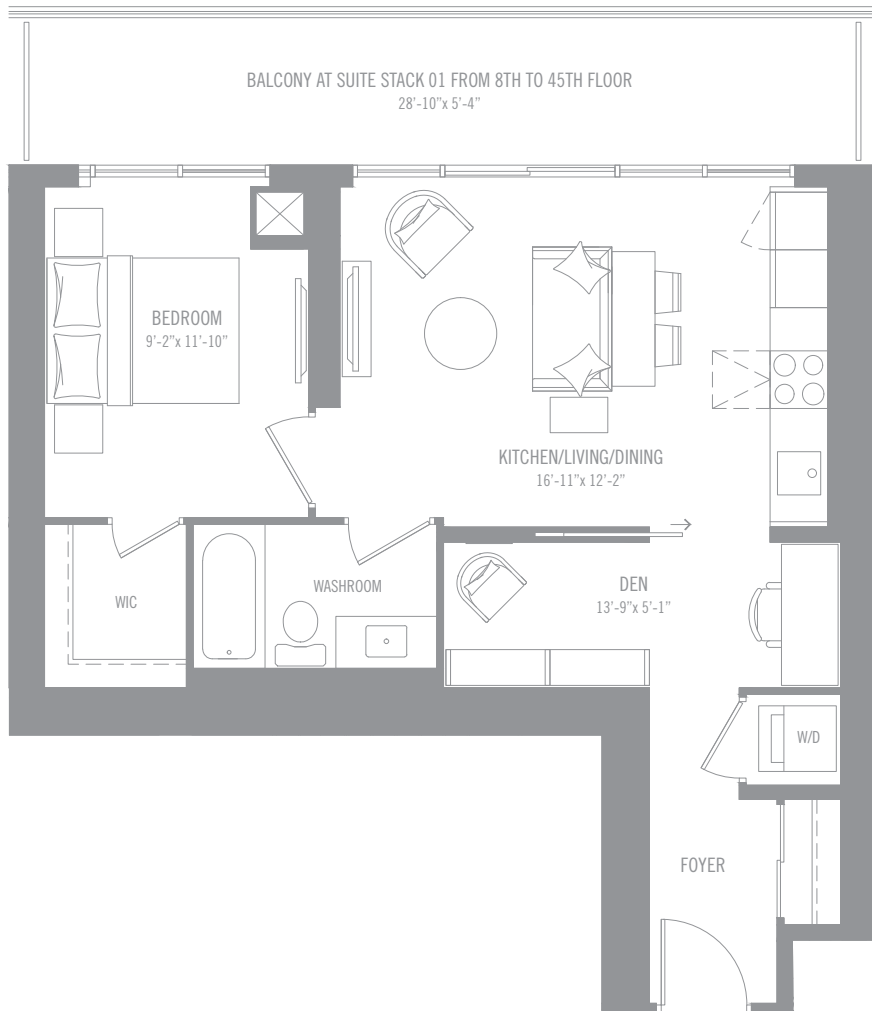 BALCONY AT SUITE STACK 01 FROM 8TH TO 45TH FLOOR
28'-10"x 5'-4"
BEDROOM
9'-2"x 11'-10"
KITCHEN/LIVING/DINING
16'-11"x 12'-2"
WIC
WASHROOM
DEN
13'-9"x 5'-1"
W/D
FOYER